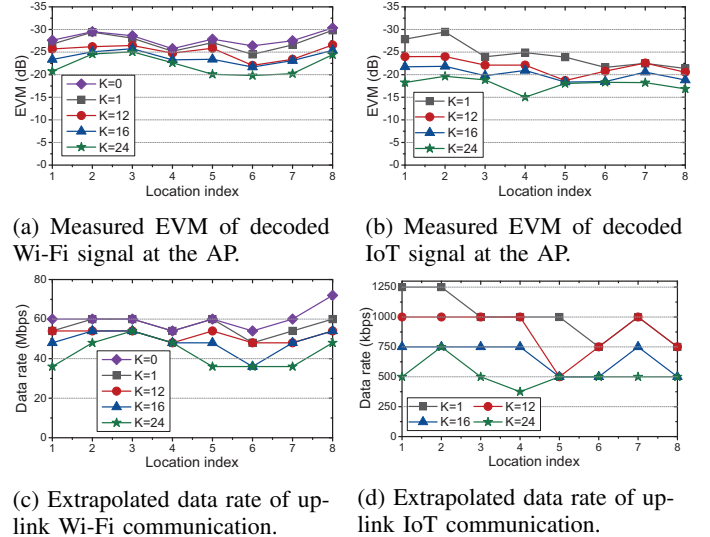 -35
-30
-25
-20
-15
-10
-5
-0
EVM (dB)
K=0
K=1
K=12
K=16
K=24
1 2 3 4 5 6 7 8
Location index
(a) Measured EVM of decoded
Wi-Fi signal at the AP.
-35
-30
-25
-20
-15
-10
-5
-0
EVM (dB)
K=1
K=12
K=16
K=24
1 2 3 4 5 6 7 8
Location index
(b) Measured EVM of decoded
IoT signal at the AP.
80
60
40
20
0
Data rate (Mbps)
K=0
K=1
K=12
K=16
K=24
1 2 3 4 5 6 7 8
Location index
(c) Extrapolated data rate of up-
link Wi-Fi communication.
1250
1000
750
500
250
0
Data rate (kbps)
K=1 K=12
K=16 K=24
1 2 3 4 5 6 7 8
Location index
(d) Extrapolated data rate of up-
link IoT communication.